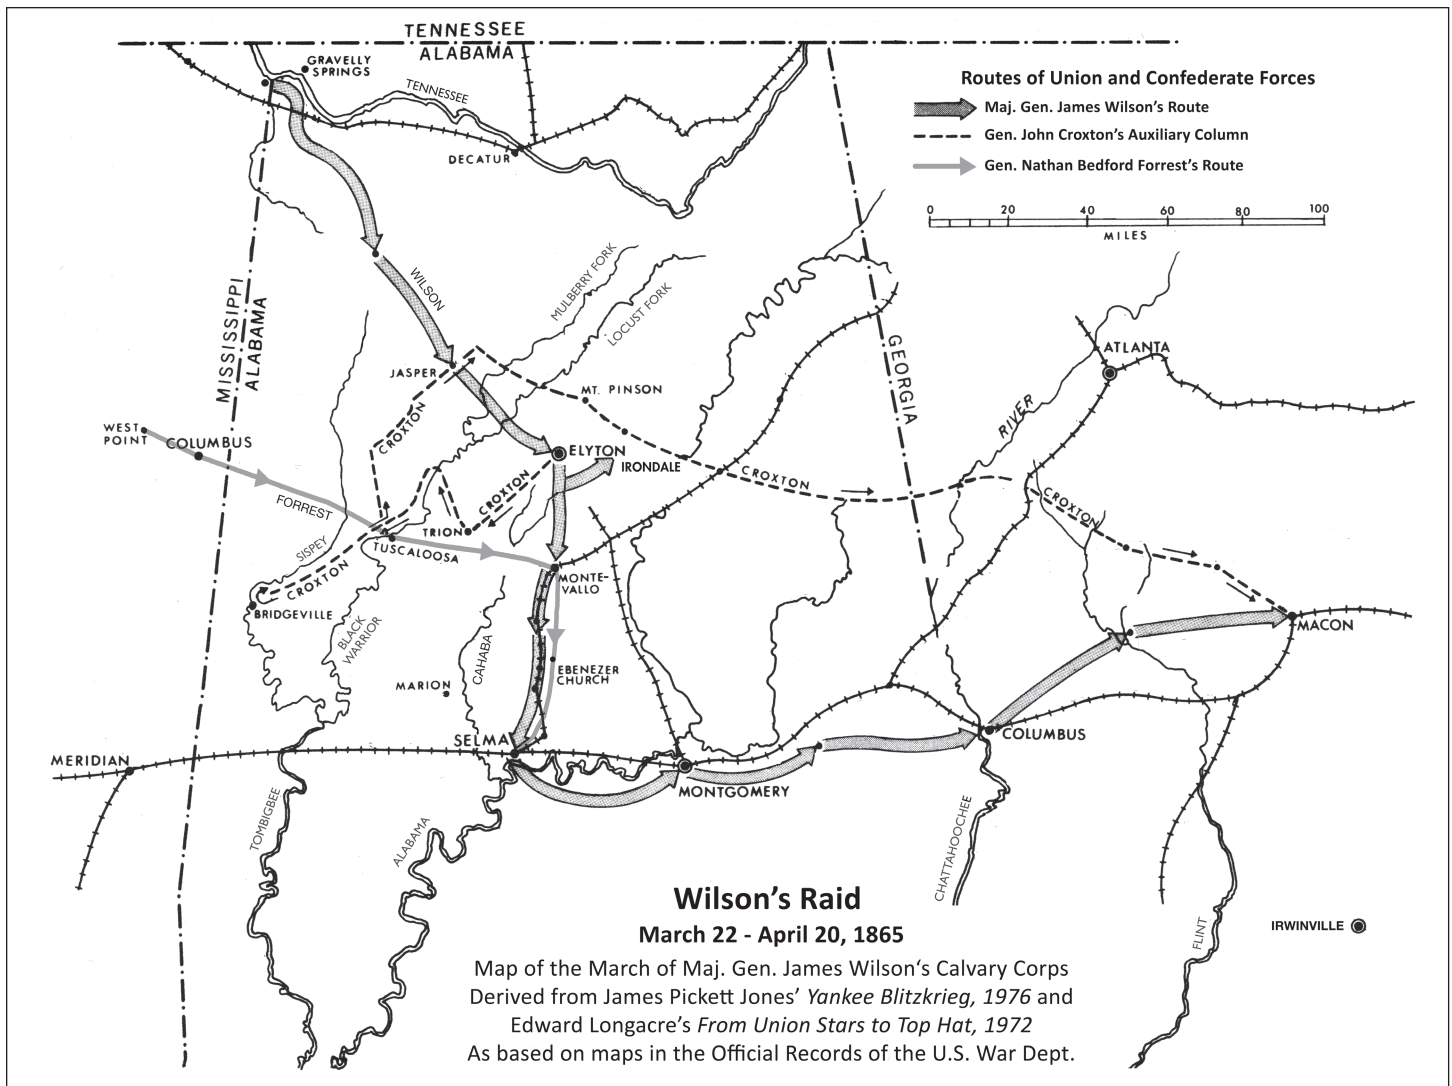 TENNESSEE
ALABAMA
GRAVELLY
SPRINGS
TENNESSEE
DECATUR
Routes of Union and Confederate Forces
Maj. Gen. James Wilson's Route
Gen. John Croxton's Auxiliary Column
Gen. Nathan Bedford Forrest's Route
0 20 40 60 80 100
MILES
MISSISSIPPI
ALABAMA
WILSON
MULBERRY FORK
LOCUST FORK
GEORGIA
JASPER
MT. PINSON
ATLANTA
RIVER
CROXTON
WEST
POINT
COLUMBUS
ELYTON
IRONDALE
CROXTON
CROXTON
CROXTON
FORREST
TRION
TUSCALOOSA
SISPEY
CROXTON
BRIDGEVILLE
MONTE-
VALLO
BLACK
WARRIOR
CAHABA
MACON
EBENEZER
CHURCH
MARION
SELMA
COLUMBUS
MERIDIAN
MONTGOMERY
TOMBIGBEE
ALABAMA
CHATTAHOOCHEE
FLINT
IRWINVILLE
Wilson's Raid
March 22 - April 20, 1865
Map of the March of Maj. Gen. James Wilson‘s Calvary Corps
Derived from James Pickett Jones’ Yankee Blitzkrieg, 1976 and
Edward Longacre’s From Union Stars to Top Hat, 1972
As based on maps in the Official Records of the U.S. War Dept.